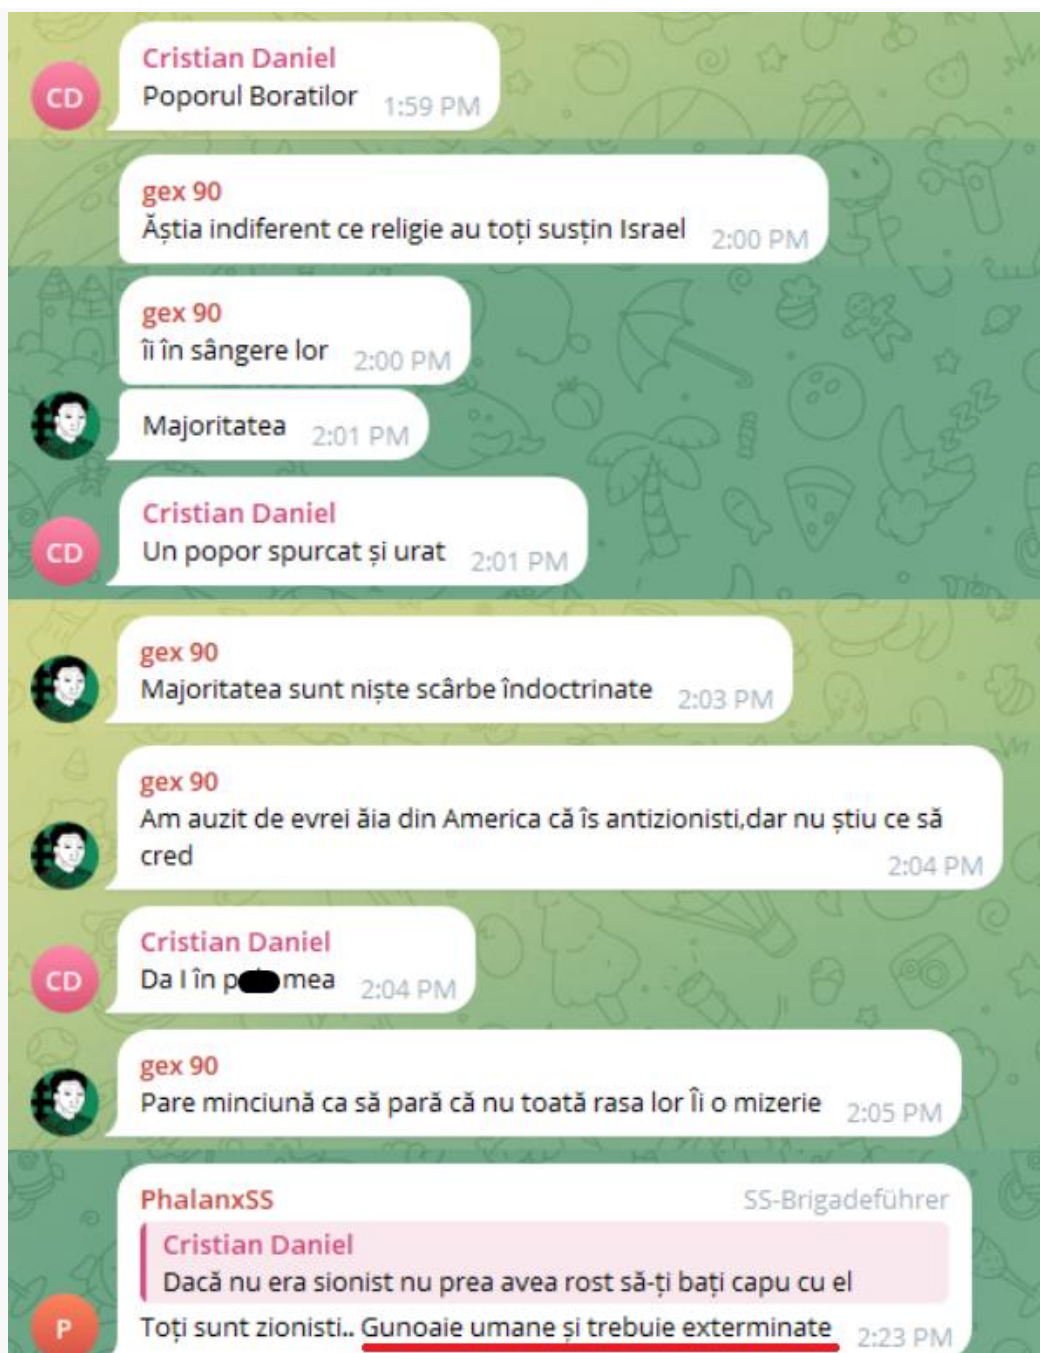 Cristian Daniel
CD
Poporul Boratilor 1:59 PM
gex 90
Ăștia indiferent ce religie au toți susțin Israel 2:00 PM
gex 90
îi în sângere lor 2:00 PM
Majoritatea 2:01 PM
Cristian Daniel
CD
Un popor spurcat și urat 2:01 PM
gex 90
Majoritatea sunt niște scârbe îndoctrinate 2:03 PM
gex 90
Am auzit de evrei ăia din America că îs antizionisti,dar nu știu ce să
cred 2:04 PM
Cristian Daniel
CD
Da I în p mea 2:04 PM
gex 90
Pare minciună ca să pară că nu toată rasa lor Îi o mizerie 2:05 PM
PhalanxSS SS-Brigadeführer
Cristian Daniel
Dacă nu era sionist nu prea avea rost să-ți bați capu cu el
P
Toți sunt zionisti.. Gunoaie umane și trebuie exterminate 2:23 PM